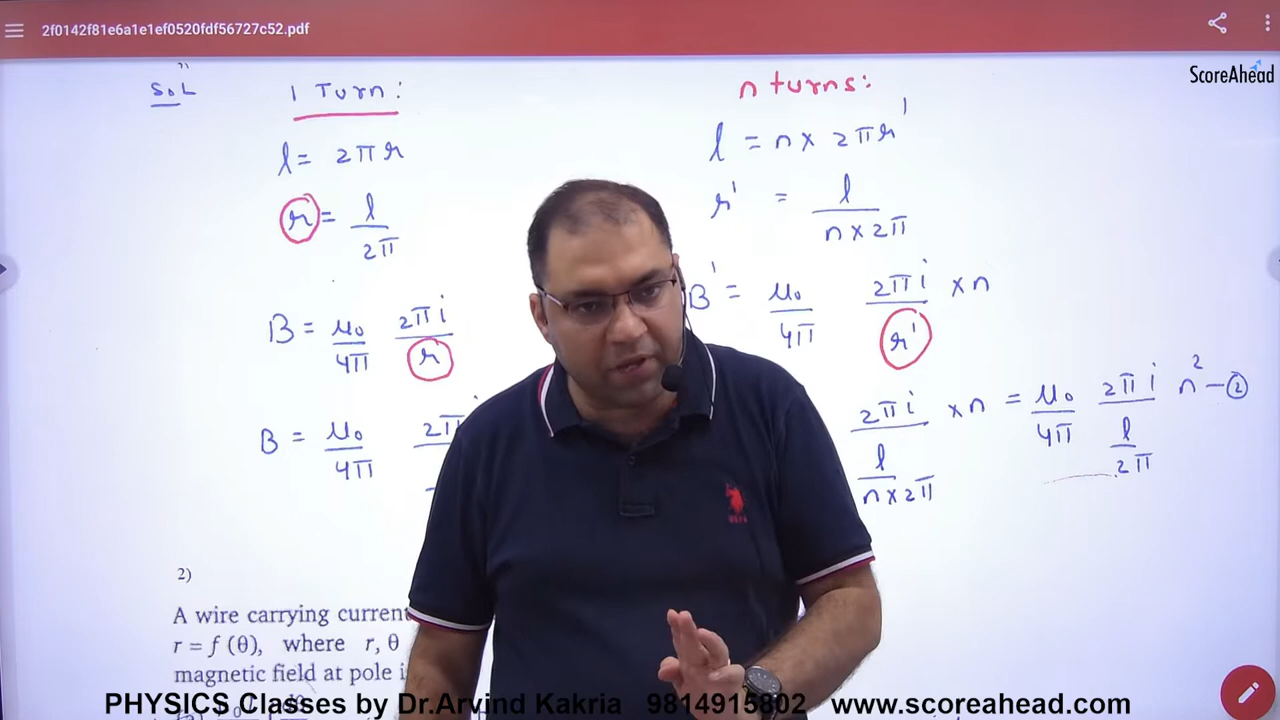 2f0142f81e6a1e1ef0520fdf56727c52.pdf
ScoreAhead
SOL
1 Turn:
l = 2πr
r = l / 2π
B = μ₀/4π 2πi/r
B = μ₀/4π 2πi
n turns:
l = n × 2πr'
r' = l / n×2π
B' = μ₀/4π 2πi/r' × n
2πi / (l / n×2π) × n = μ₀/4π 2πi / (l / 2π) n² – ②
2)
A wire carrying current
r = f (θ), where r, θ
magnetic field at pole i
PHYSICS Classes by Dr.Arvind Kakria 9814915802 www.scoreahead.com